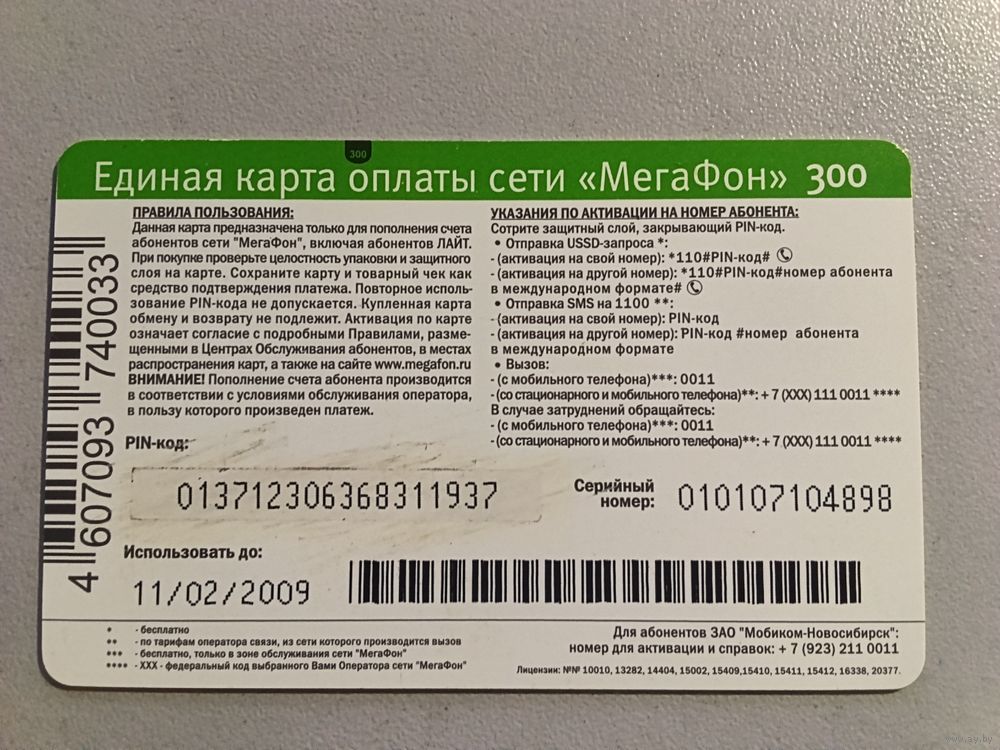 300
Единая карта оплаты сети «МегаФон» 300
ПРАВИЛА ПОЛЬЗОВАНИЯ:
Данная карта предназначена только для пополнения счета
абонентов сети "МегаФон", включая абонентов ЛАЙТ.
При покупке проверьте целостность упаковки и защитного
слоя на карте. Сохраните карту и товарный чек как
средство подтверждения платежа. Повторное исполь-
зование PIN-кода не допускается. Купленная карта
обмену и возврату не подлежит. Активация по карте
означает согласие с подробными Правилами, разме-
щенными в Центрах Обслуживания абонентов, в местах
распространения карт, а также на сайте www.megafon.ru
ВНИМАНИЕ! Пополнение счета абонента производится
в соответствии с условиями обслуживания оператора,
в пользу которого произведен платеж.
УКАЗАНИЯ ПО АКТИВАЦИИ НА НОМЕР АБОНЕНТА:
Сотрите защитный слой, закрывающий PIN-код.
• Отправка USSD-запроса *:
- (активация на свой номер): *110#PIN-код#
- (активация на другой номер): *110#PIN-код#номер абонента
в международном формате#
• Отправка SMS на 1100 **:
- (активация на свой номер): PIN-код
- (активация на другой номер): PIN-код #номер абонента
в международном формате
• Вызов:
- (с мобильного телефона)***: 0011
- (со стационарного и мобильного телефона)**: + 7 (XXX) 111 0011 ****
В случае затруднений обращайтесь:
- (с мобильного телефона)***: 0011
- (со стационарного и мобильного телефона)**: + 7 (XXX) 111 0011 ****
4 607093 740033
PIN-код:
013712306368311937
Серийный
номер: 010107104898
Использовать до:
11/02/2009
* - бесплатно
** - по тарифам оператора связи, из сети которого производится вызов
*** - бесплатно, только в зоне обслуживания сети "МегаФон"
**** - XXX - федеральный код выбранного Вами Оператора сети "МегаФон"
Для абонентов ЗАО "Мобиком-Новосибирск":
номер для активации и справок: + 7 (923) 211 0011
Лицензии: №№ 10010, 13282, 14404, 15002, 15409,15410, 15411, 15412, 16338, 20377.
www.ay.by